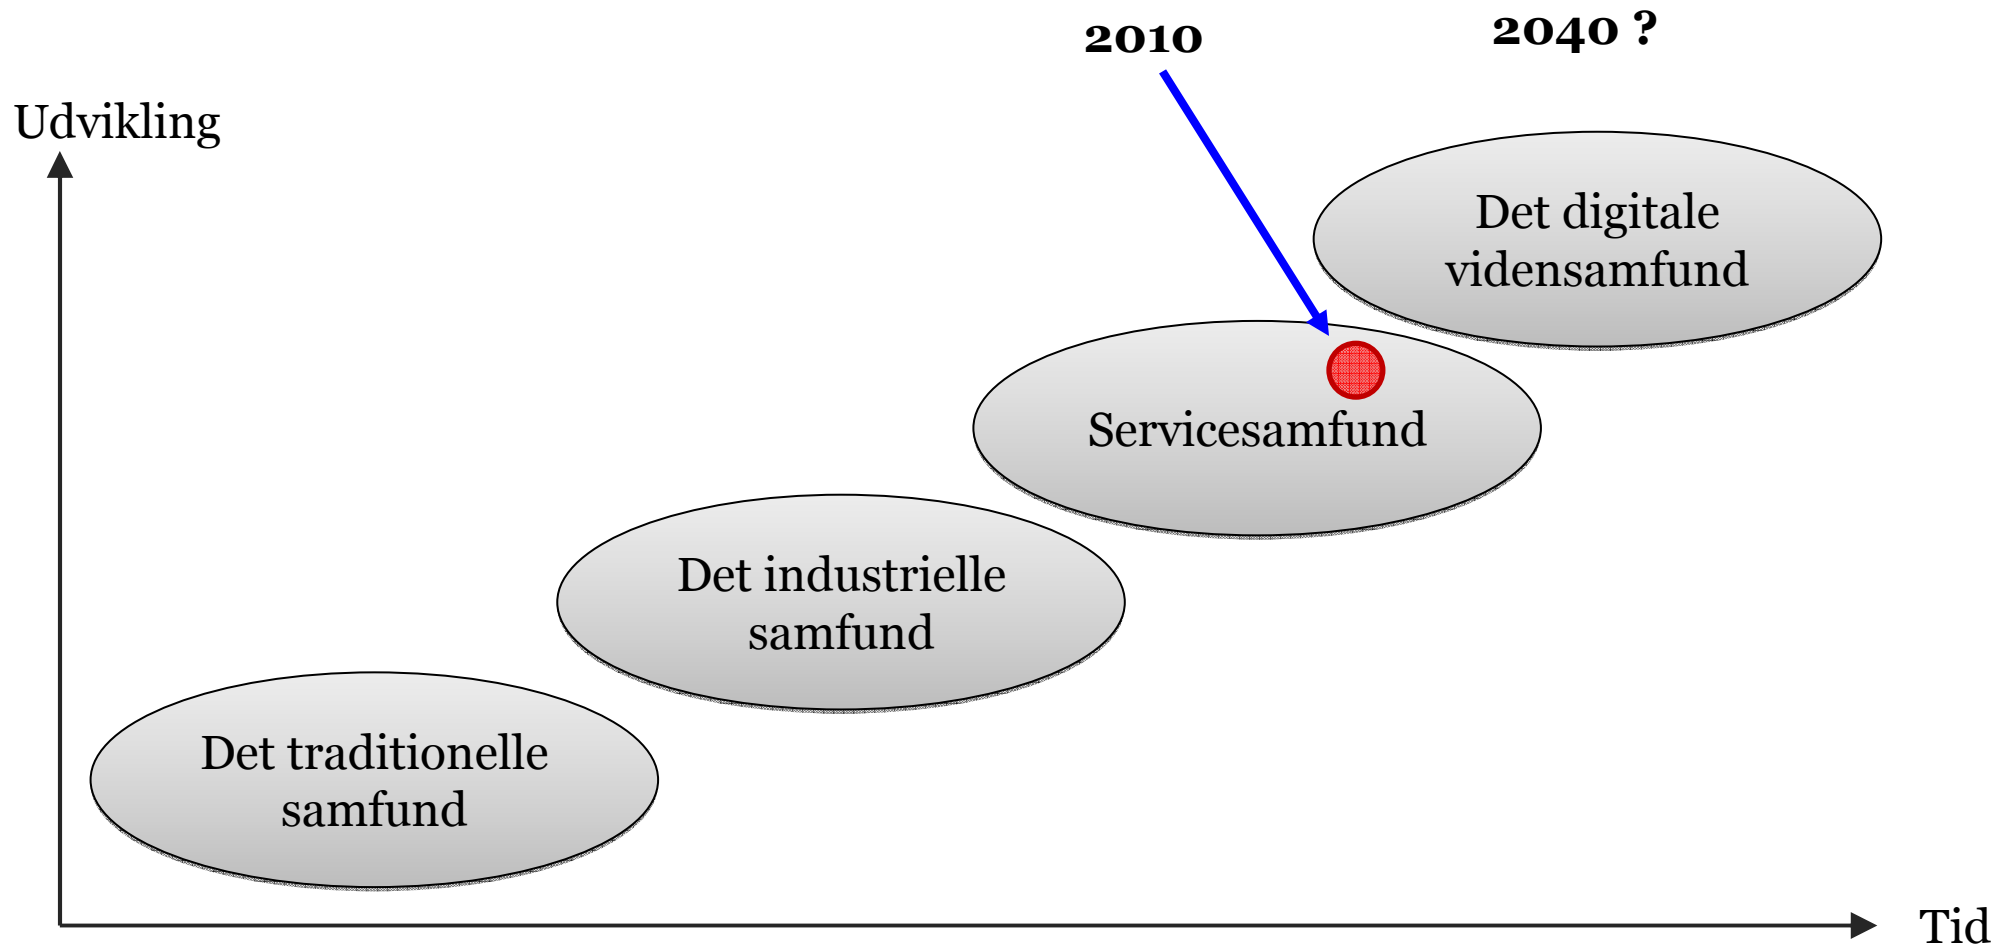 2010
2040 ?
Udvikling
Det digitale
vidensamfund
Servicesamfund
Det industrielle
samfund
Det traditionelle
samfund
Tid